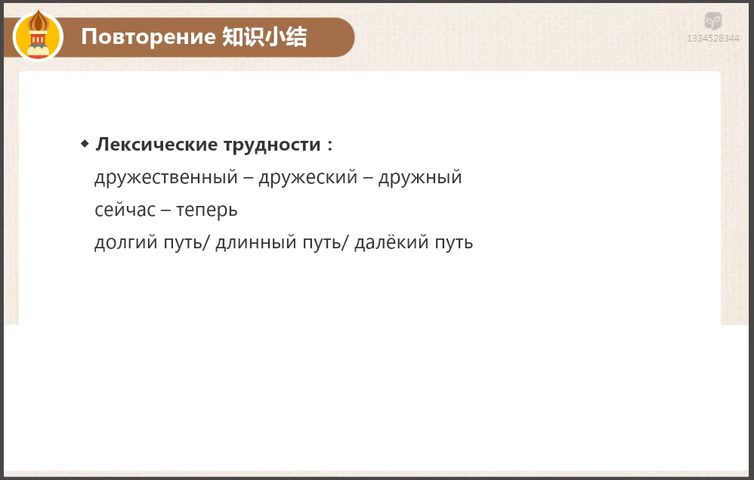 Повторение 知识小结
1334528344
◆ Лексические трудности：
дружественный – дружеский – дружный
сейчас – теперь
долгий путь/ длинный путь/ далёкий путь